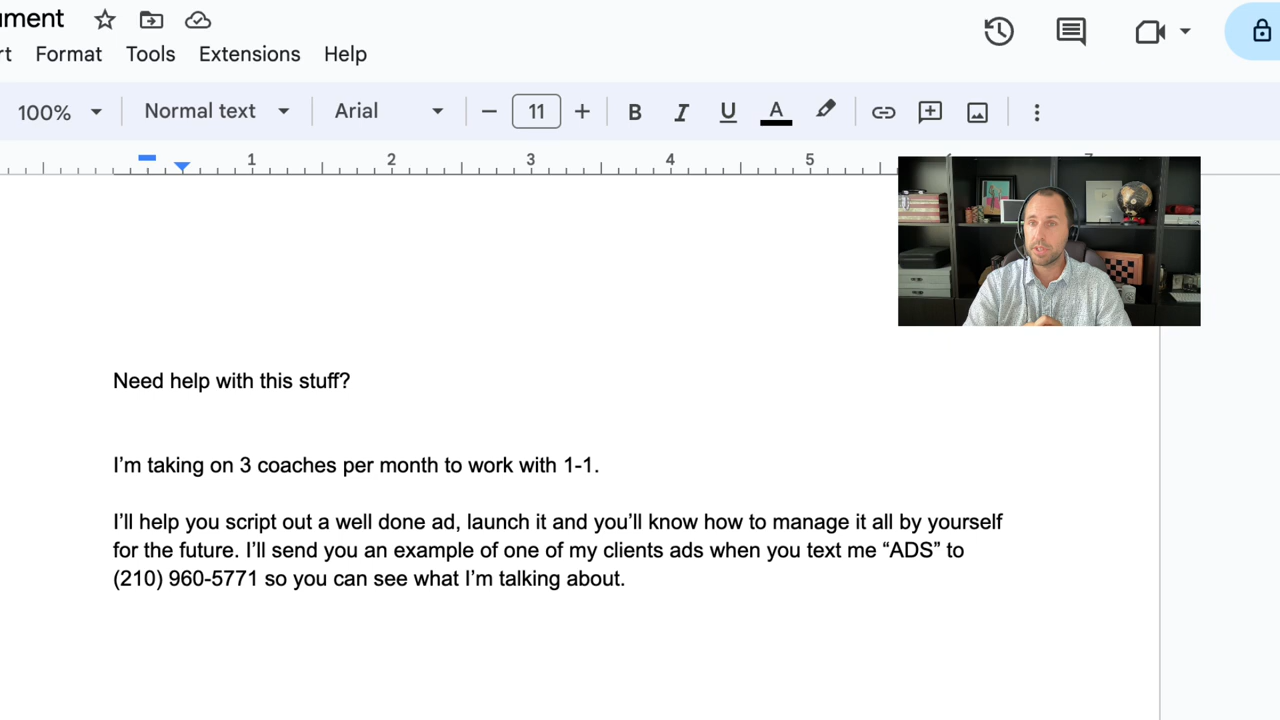 ument
rt Format Tools Extensions Help
100% Normal text Arial 11 B I U A
1 2 3 4 5
Need help with this stuff?
I’m taking on 3 coaches per month to work with 1-1.
I’ll help you script out a well done ad, launch it and you’ll know how to manage it all by yourself
for the future. I’ll send you an example of one of my clients ads when you text me “ADS” to
(210) 960-5771 so you can see what I’m talking about.